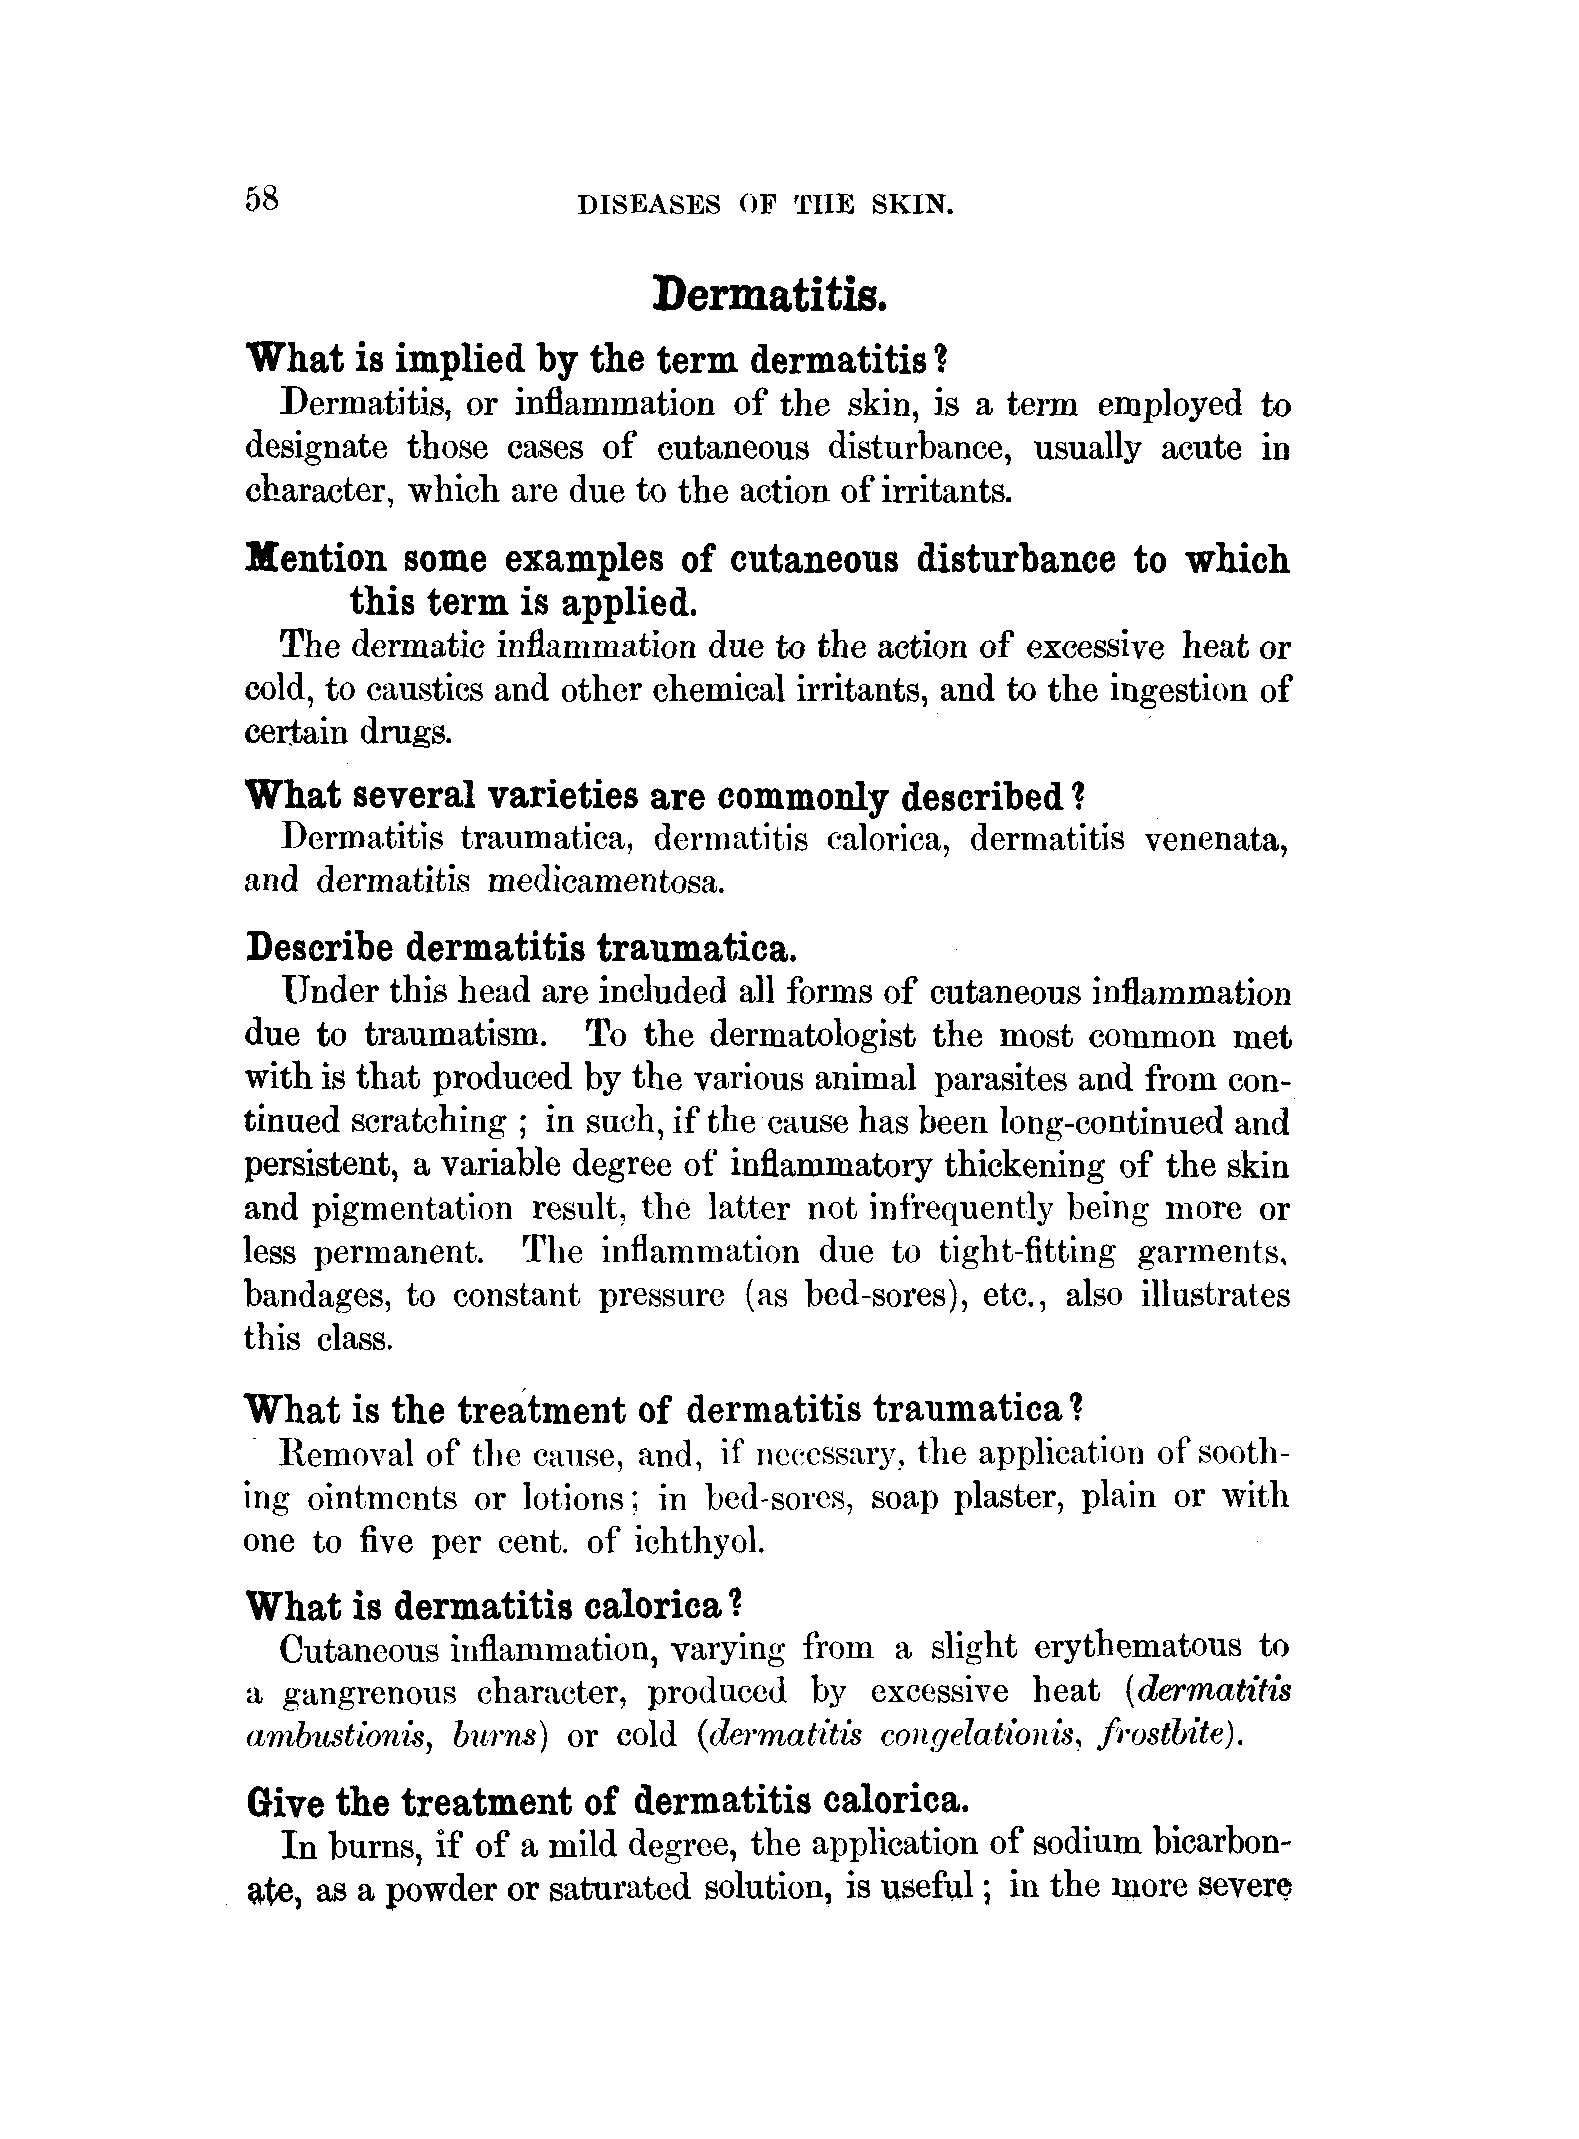 58 DISEASES OF THE SKIN.
Dermatitis.
What is implied by the term dermatitis?
Dermatitis, or inflammation of the skin, is a term employed to
designate those cases of cutaneous disturbance, usually acute in
character, which are due to the action of irritants.
Mention some examples of cutaneous disturbance to which
this term is applied.
The dermatic inflammation due to the action of excessive heat or
cold, to caustics and other chemical irritants, and to the ingestion of
certain drugs.
What several varieties are commonly described?
Dermatitis traumatica, dermatitis calorica, dermatitis venenata,
and dermatitis medicamentosa.
Describe dermatitis traumatica.
Under this head are included all forms of cutaneous inflammation
due to traumatism. To the dermatologist the most common met
with is that produced by the various animal parasites and from con-
tinued scratching ; in such, if the cause has been long-continued and
persistent, a variable degree of inflammatory thickening of the skin
and pigmentation result, the latter not infrequently being more or
less permanent. The inflammation due to tight-fitting garments,
bandages, to constant pressure (as bed-sores), etc., also illustrates
this class.
What is the treatment of dermatitis traumatica?
Removal of the cause, and, if necessary, the application of sooth-
ing ointments or lotions; in bed-sores, soap plaster, plain or with
one to five per cent. of ichthyol.
What is dermatitis calorica?
Cutaneous inflammation, varying from a slight erythematous to
a gangrenous character, produced by excessive heat (dermatitis
ambustionis, burns) or cold (dermatitis congelationis, frostbite).
Give the treatment of dermatitis calorica.
In burns, if of a mild degree, the application of sodium bicarbon-
ate, as a powder or saturated solution, is useful ; in the more severe